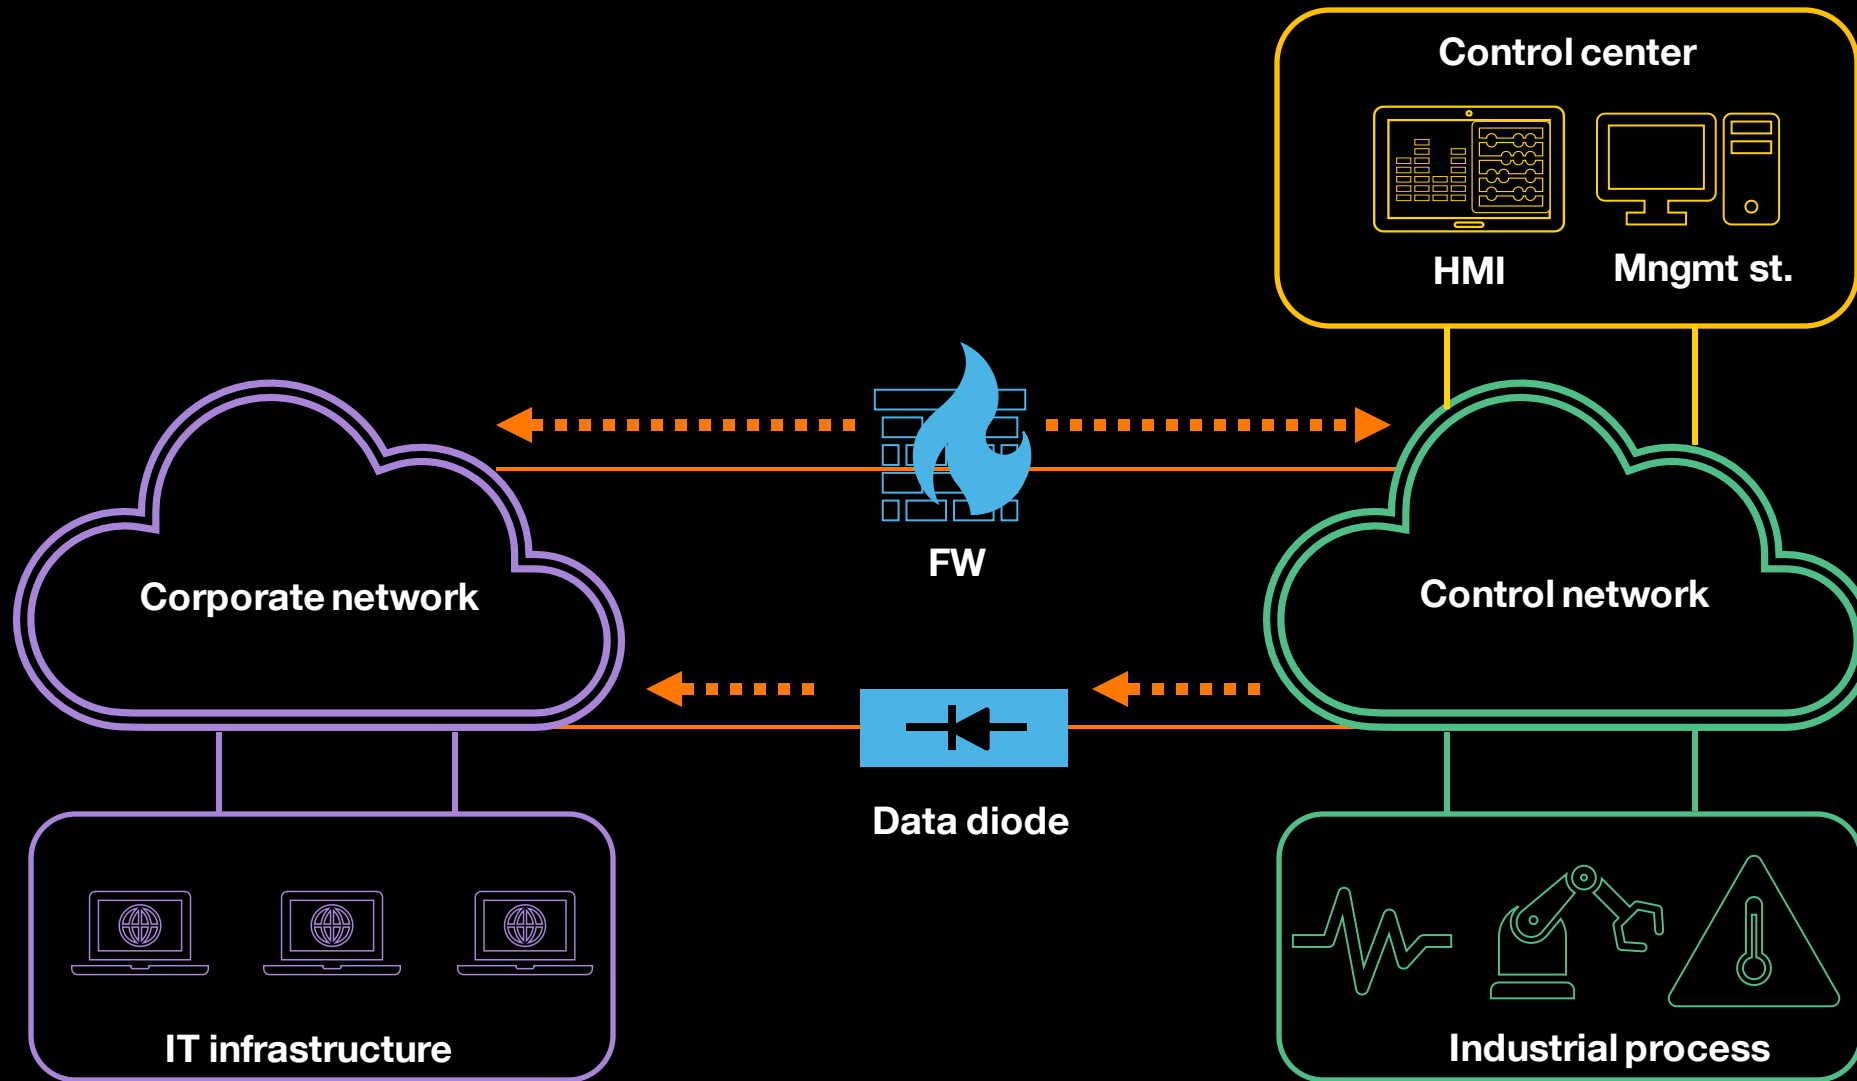 Control center
HMI
Mngmt st.
FW
Corporate network
Control network
Data diode
IT infrastructure
Industrial process